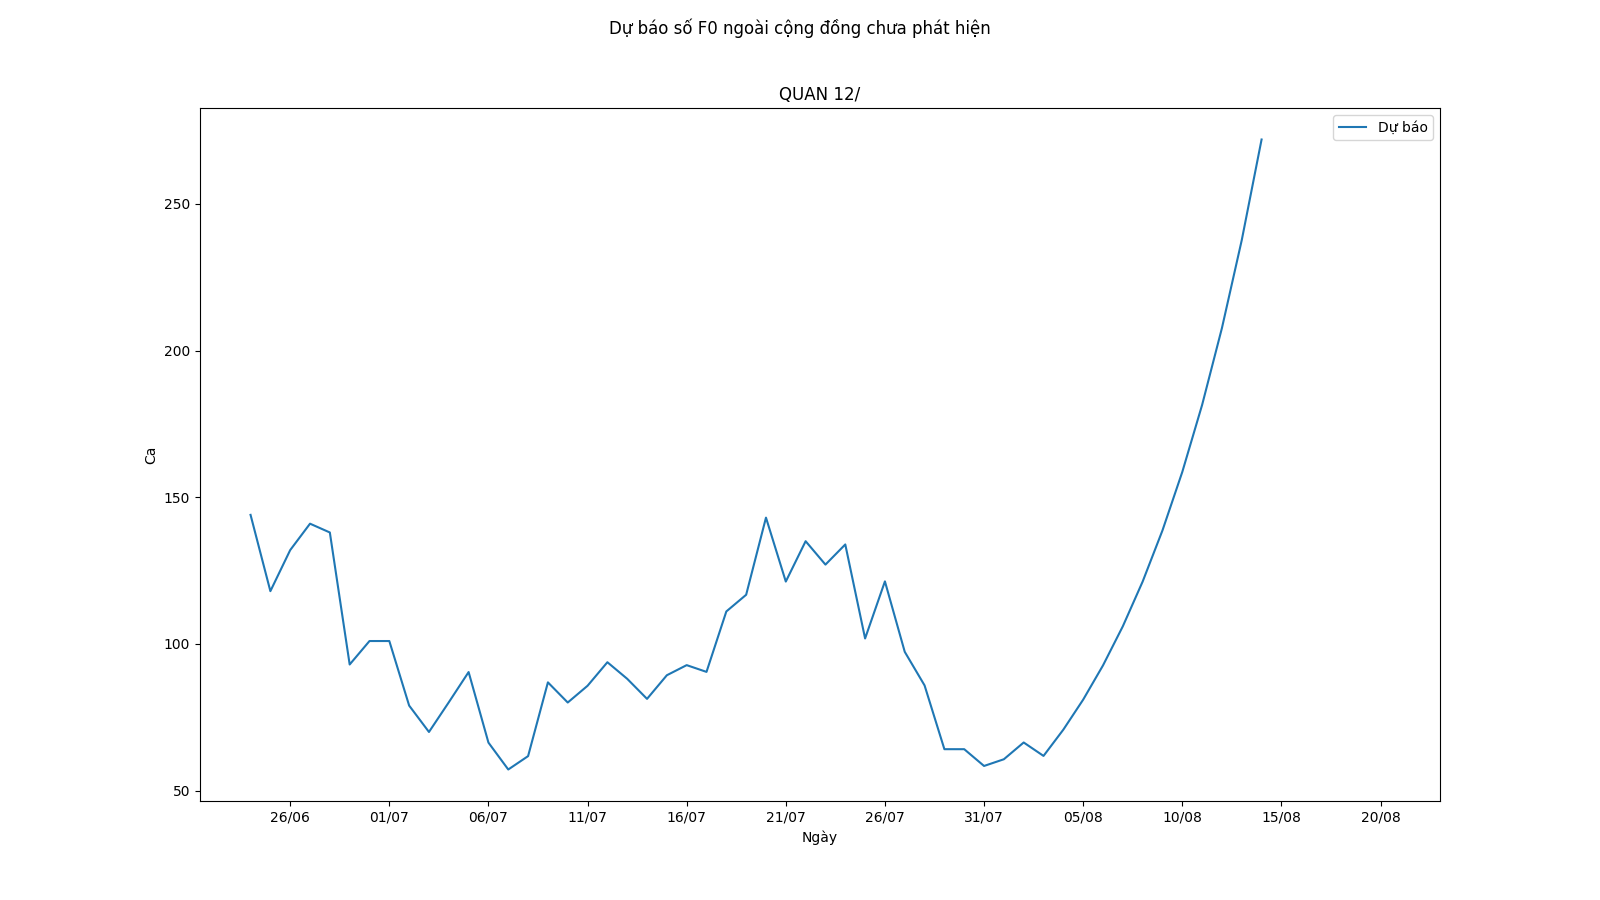 Dự báo số F0 ngoài cộng đồng chưa phát hiện
QUAN 12/
Dự báo
250
200
150
100
50
Ca
26/06 01/07 06/07 11/07 16/07 21/07 26/07 31/07 05/08 10/08 15/08 20/08
Ngày